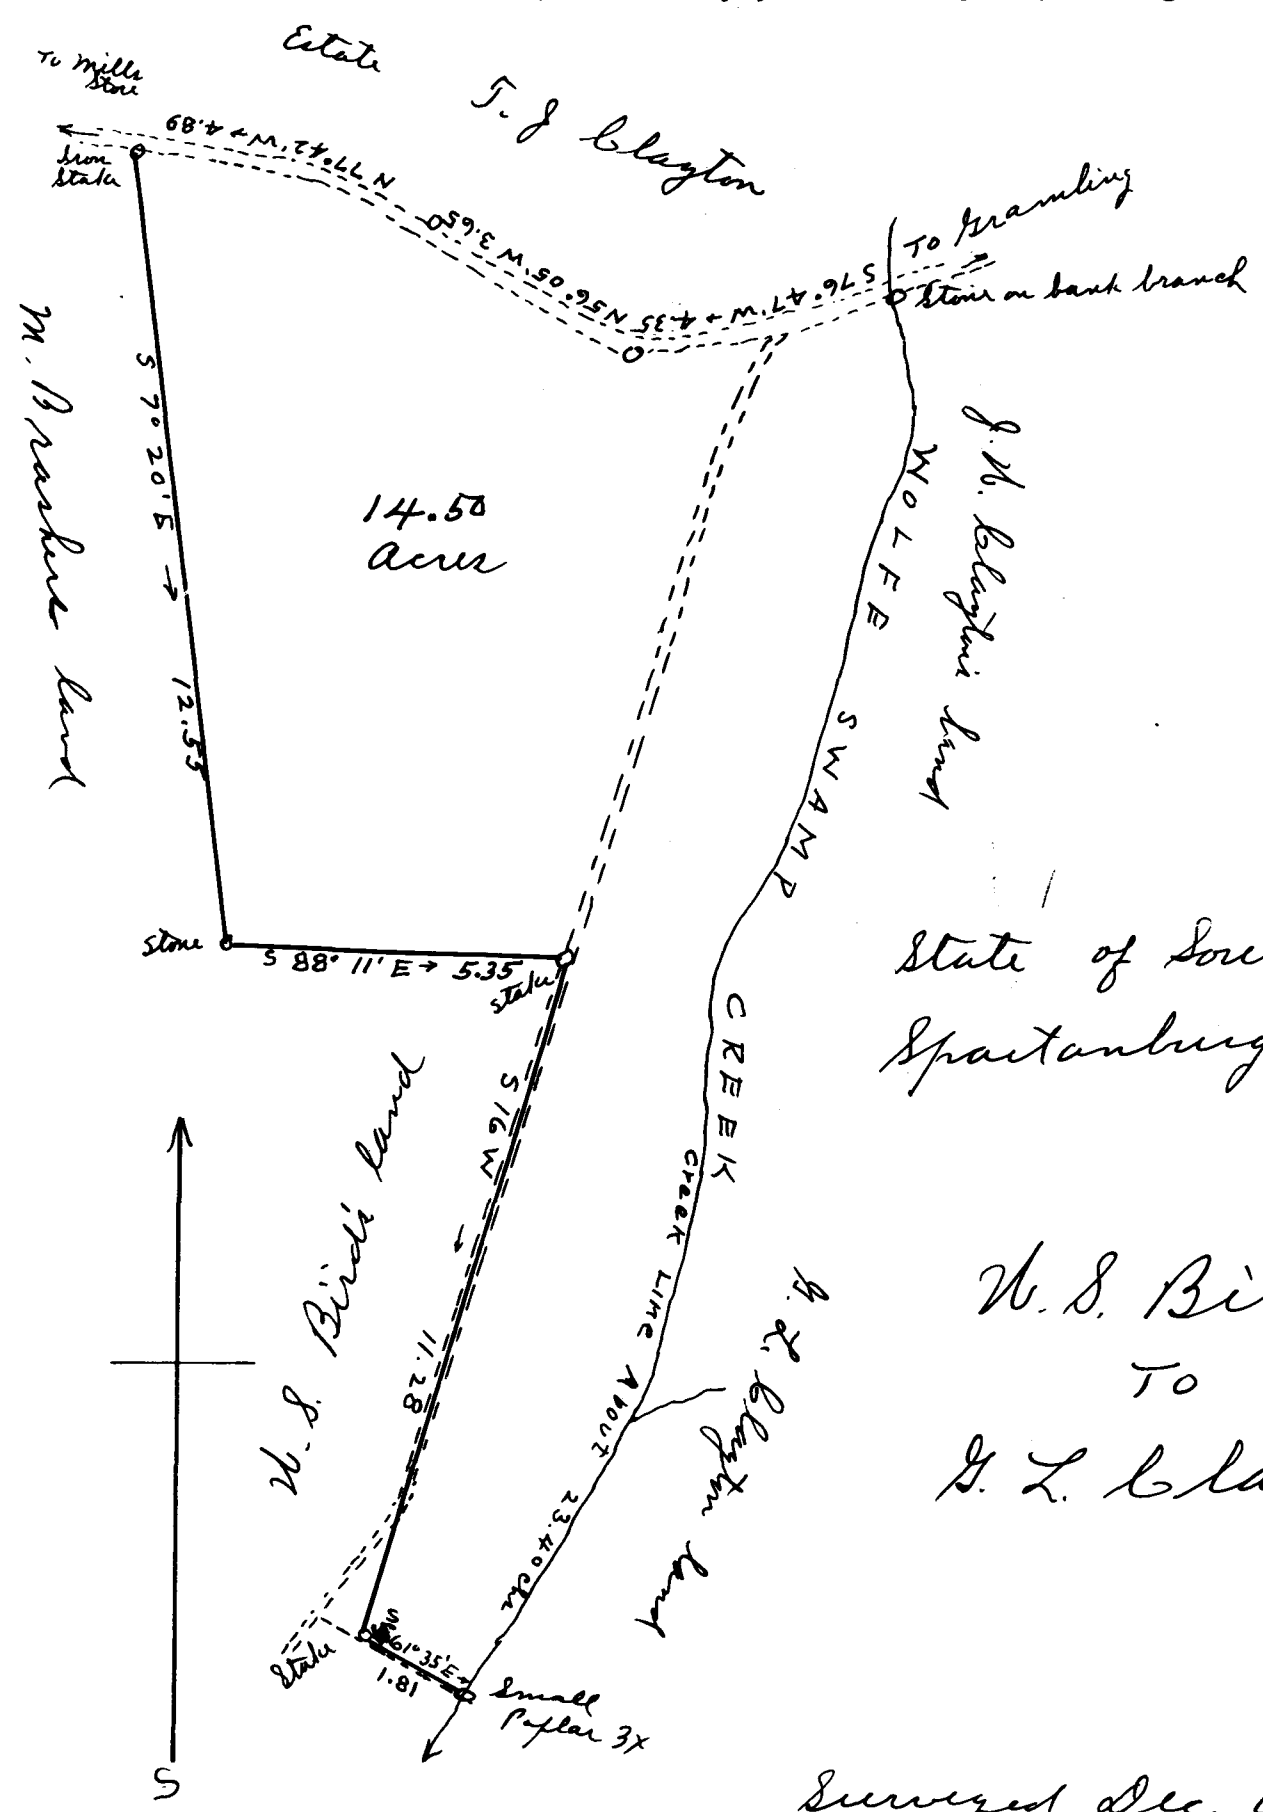 Estate
T. J Clayton
To Mills
Store
Iron
Stake
N 77° 42' W → 4.89
N 56° 05' W 3.65
S 76° 47' W → 4.35
To Gramling
Stone on bank branch
M. Brashers land
S 7° 20' E → 12.55
14.50
Acres
J. H. Clayton's land
WOLFE SWAMP CREEK
Stone
S 88° 11' E → 5.35
Stake
State of
Spartanburg
S 16 W → 11.28
W. S. Bird's land
Creek Line About 23.40 chs
G. L. Clayton land
W. S. Bi
TO
G. L. Cla
Stake
S 61° 35' E →
1.81
Small
Poplar 3x
S
Surveyed Dec.